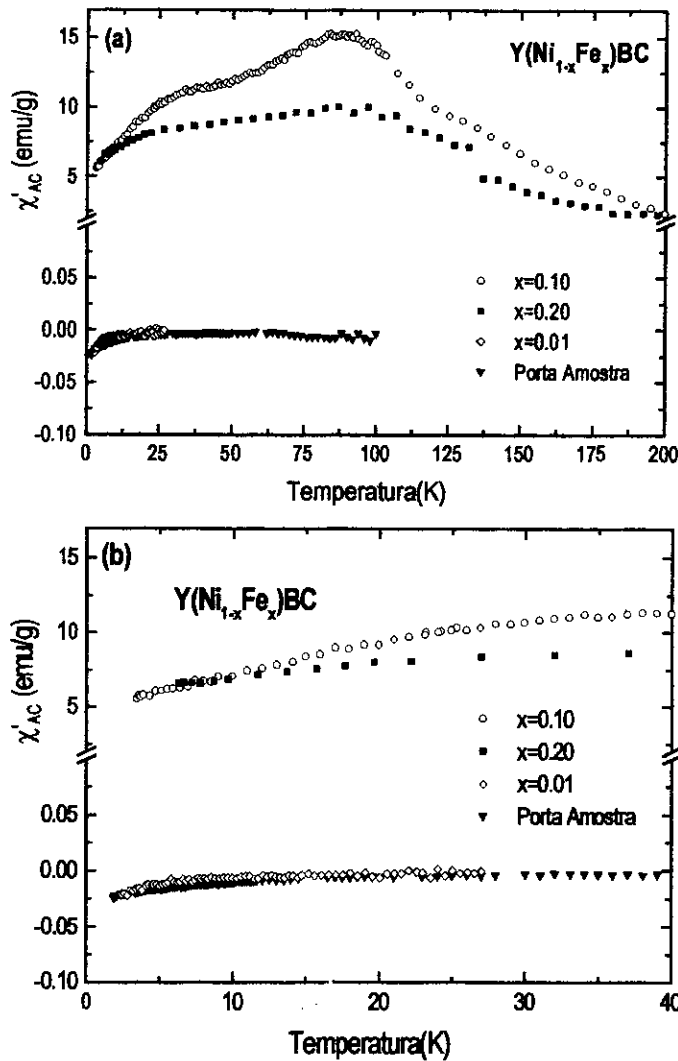 (a)
Y(Ni₁₋ₓFeₓ)BC
χ'AC (emu/g)
15
10
5
0.05
0.00
-0.05
-0.10
x=0.10
x=0.20
x=0.01
Porta Amostra
0 25 50 75 100 125 150 175 200
Temperatura(K)
(b)
Y(Ni₁₋ₓFeₓ)BC
χ'AC (emu/g)
15
10
5
0.05
0.00
-0.05
-0.10
x=0.10
x=0.20
x=0.01
Porta Amostra
0 10 20 30 40
Temperatura(K)